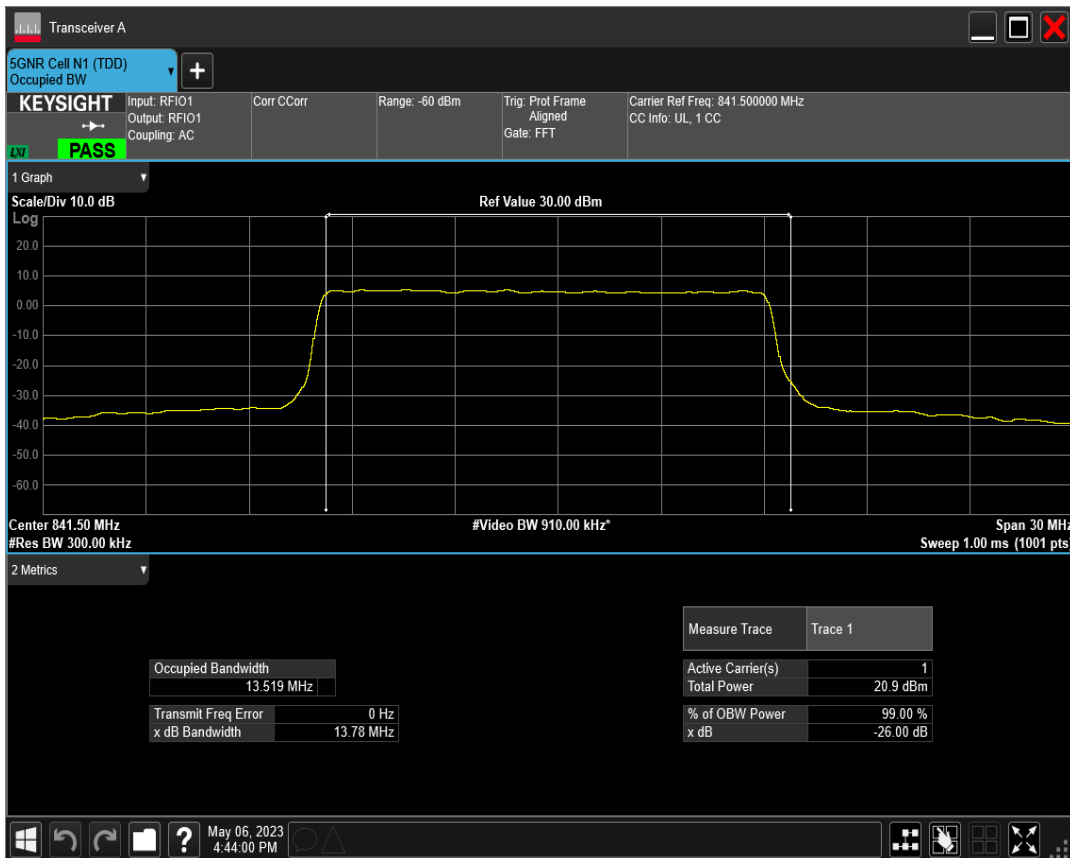 Transceiver A
5GNR Cell N1 (TDD)
Occupied BW
+
KEYSIGHT
LXI
PASS
Input: RFIO1
Output: RFIO1
Coupling: AC
Corr CCorr
Range: -60 dBm
Trig: Prot Frame
Aligned
Gate: FFT
Carrier Ref Freq: 841.500000 MHz
CC Info: UL, 1 CC
1 Graph
Scale/Div 10.0 dB
Ref Value 30.00 dBm
Log
20.0
10.0
0.00
-10.0
-20.0
-30.0
-40.0
-50.0
-60.0
Center 841.50 MHz
#Video BW 910.00 kHz*
Span 30 MHz
#Res BW 300.00 kHz
Sweep 1.00 ms (1001 pts)
2 Metrics
Measure Trace Trace 1
Occupied Bandwidth
13.519 MHz
Active Carrier(s) 1
Total Power 20.9 dBm
Transmit Freq Error 0 Hz
x dB Bandwidth 13.78 MHz
% of OBW Power 99.00 %
x dB -26.00 dB
?
May 06, 2023
4:44:00 PM